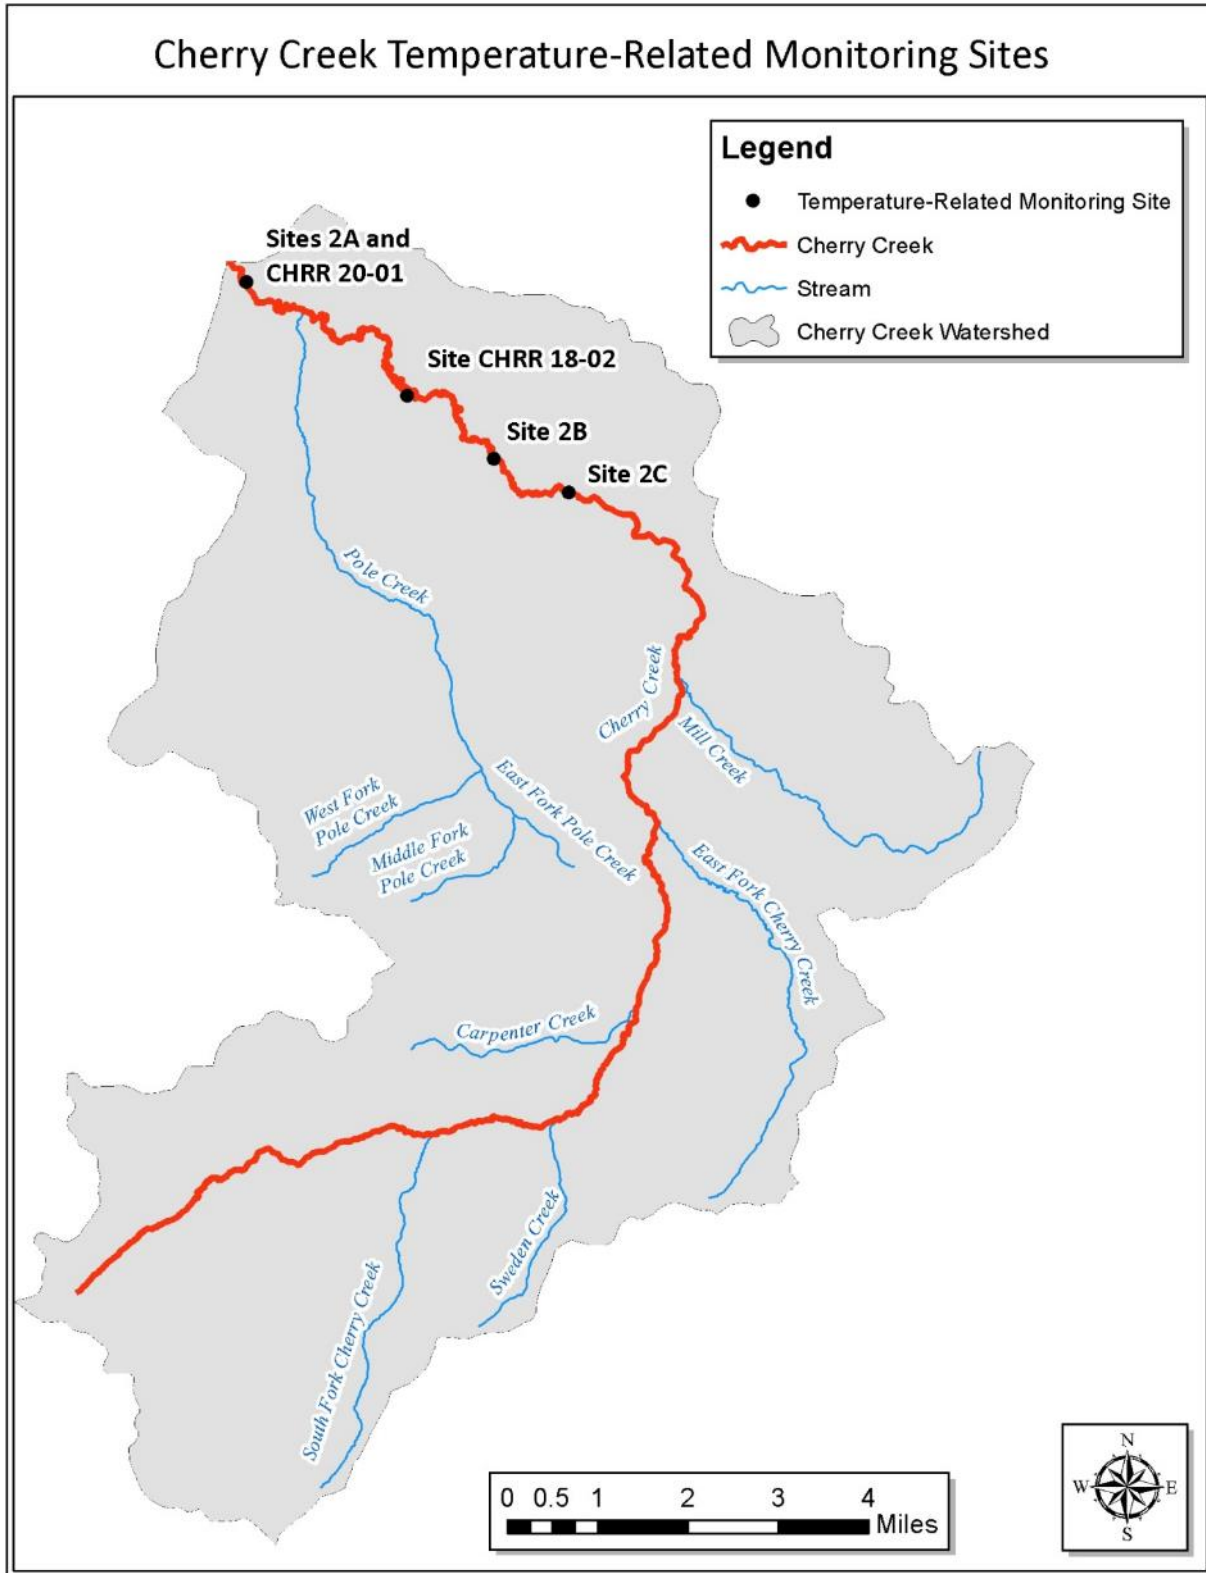 Cherry Creek Temperature-Related Monitoring Sites
Legend
Temperature-Related Monitoring Site
Cherry Creek
Stream
Cherry Creek Watershed
Sites 2A and
CHRR 20-01
Site CHRR 18-02
Site 2B
Site 2C
Pole Creek
Cherry Creek
Mill Creek
West Fork
Pole Creek
Middle Fork
Pole Creek
East Fork Pole Creek
East Fork Cherry Creek
Carpenter Creek
Sweden Creek
South Fork Cherry Creek
0 0.5 1 2 3 4
Miles
N
W E
S